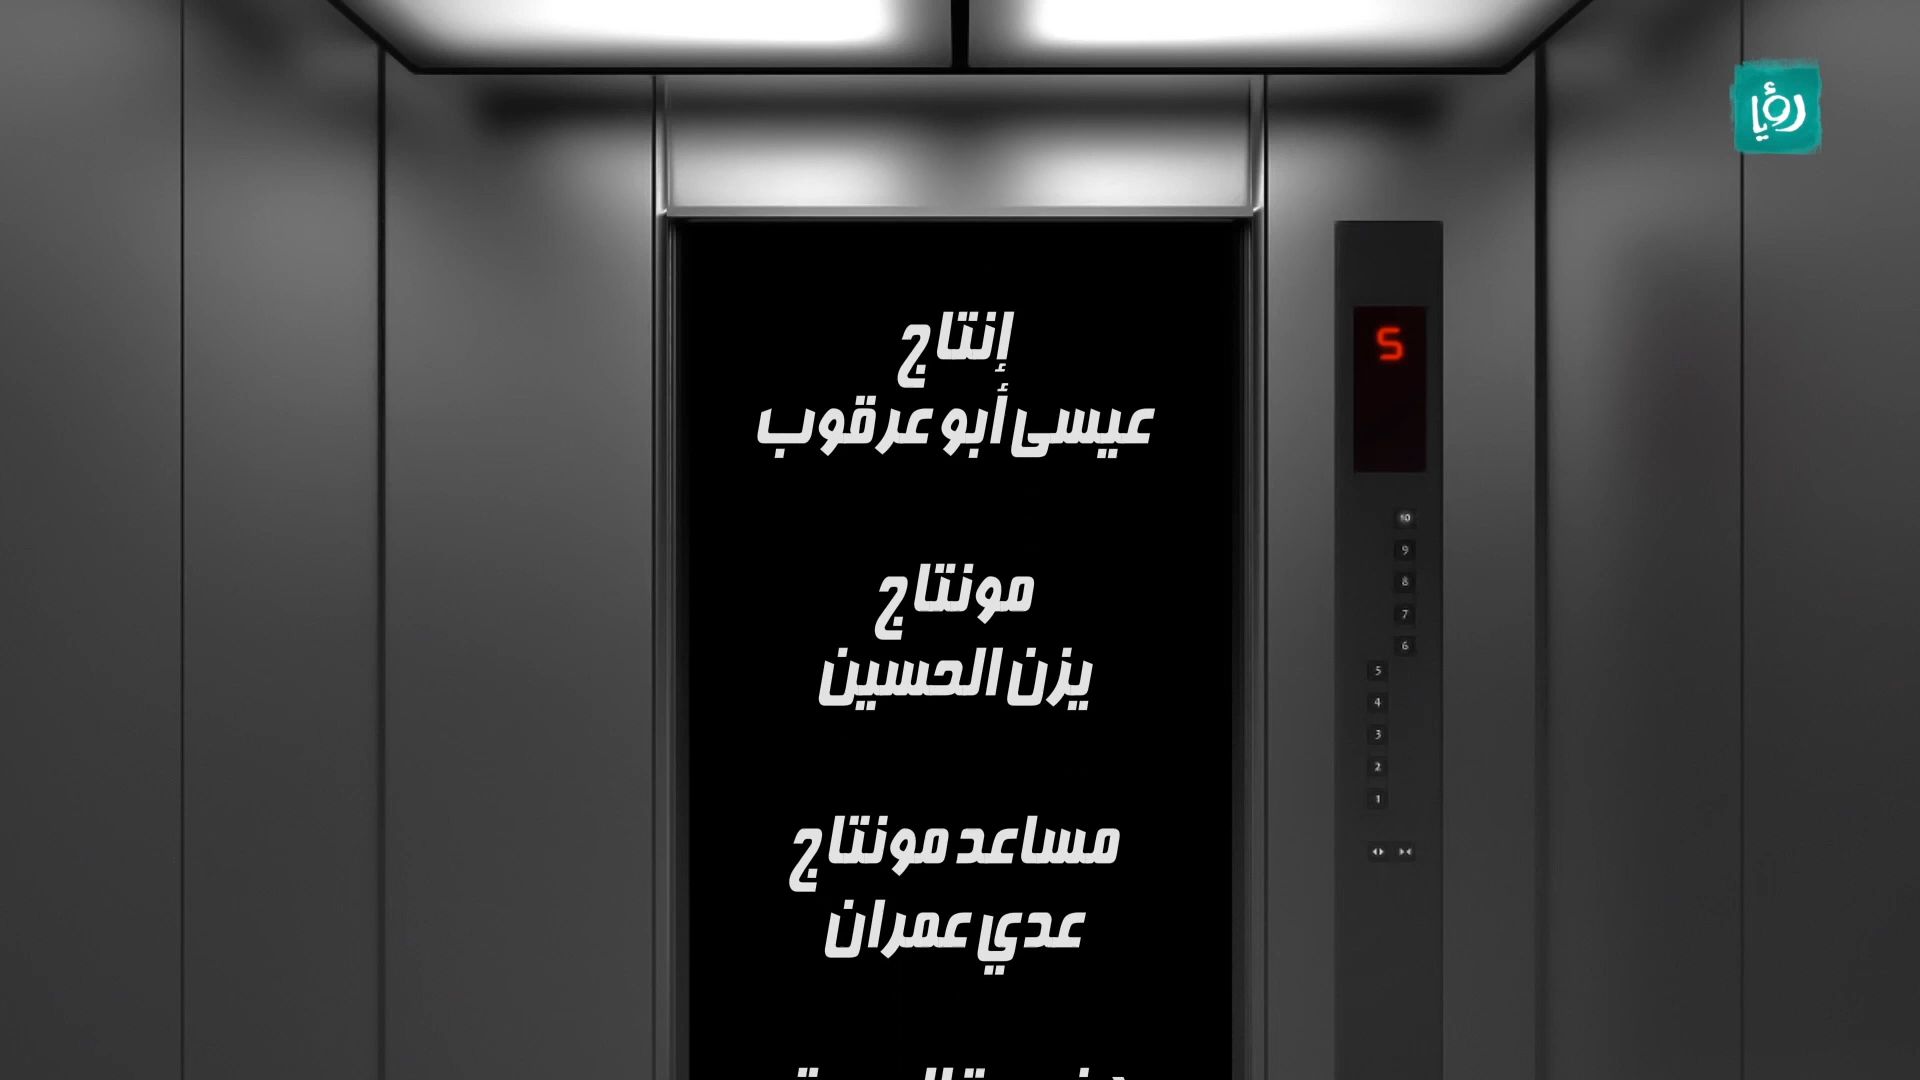 رؤيا
إنتاج
عيسى أبو عرقوب
مونتاج
يزن الحسين
مساعد مونتاج
عدي عمران
5
10
9
8
7
6
5
4
3
2
1